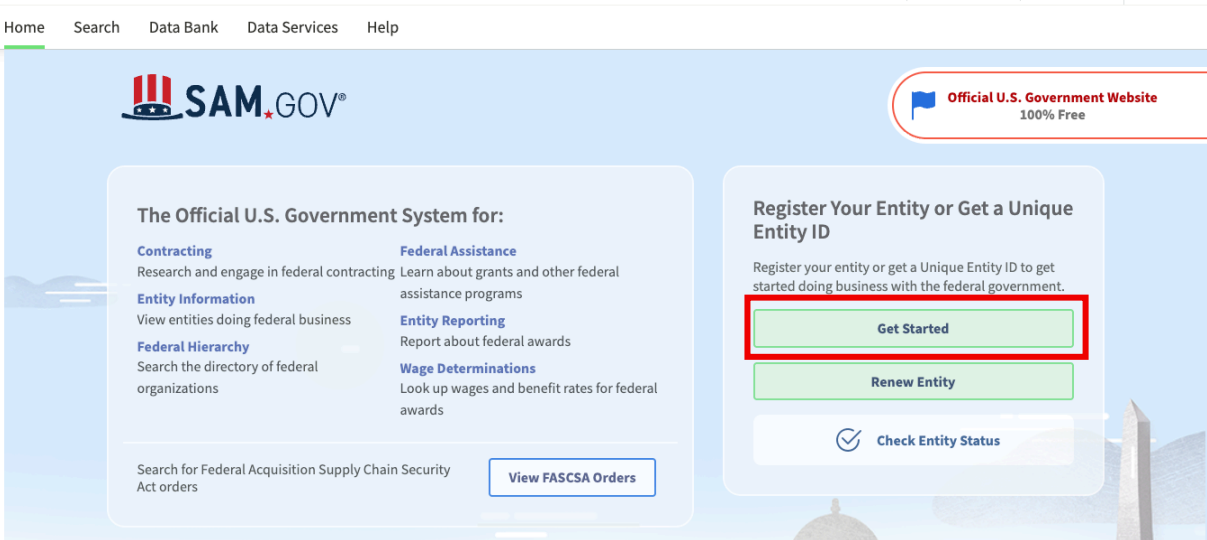 Home Search Data Bank Data Services Help
SAM.GOV®
Official U.S. Government Website
100% Free
The Official U.S. Government System for:
Contracting
Research and engage in federal contracting
Entity Information
View entities doing federal business
Federal Hierarchy
Search the directory of federal
organizations
Federal Assistance
Learn about grants and other federal
assistance programs
Entity Reporting
Report about federal awards
Wage Determinations
Look up wages and benefit rates for federal
awards
Search for Federal Acquisition Supply Chain Security
Act orders
View FASCSA Orders
Register Your Entity or Get a Unique
Entity ID
Register your entity or get a Unique Entity ID to get
started doing business with the federal government.
Get Started
Renew Entity
Check Entity Status